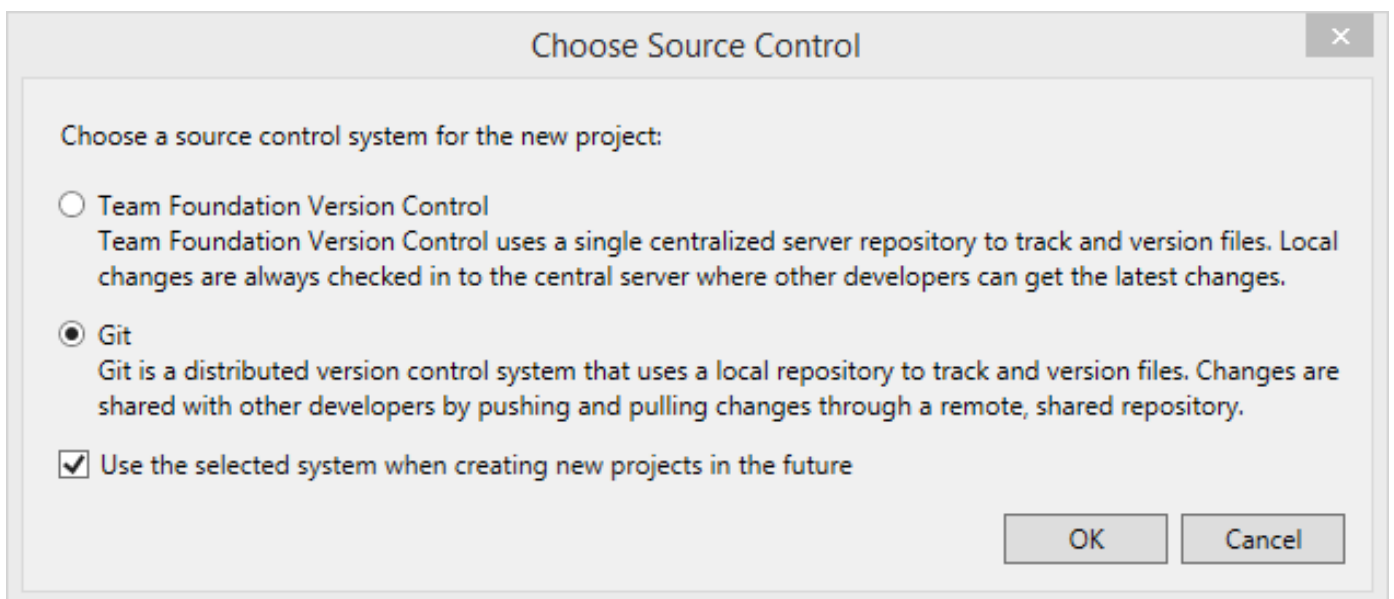 Choose Source Control
Choose a source control system for the new project:
Team Foundation Version Control
Team Foundation Version Control uses a single centralized server repository to track and version files. Local
changes are always checked in to the central server where other developers can get the latest changes.
Git
Git is a distributed version control system that uses a local repository to track and version files. Changes are
shared with other developers by pushing and pulling changes through a remote, shared repository.
Use the selected system when creating new projects in the future
OK Cancel